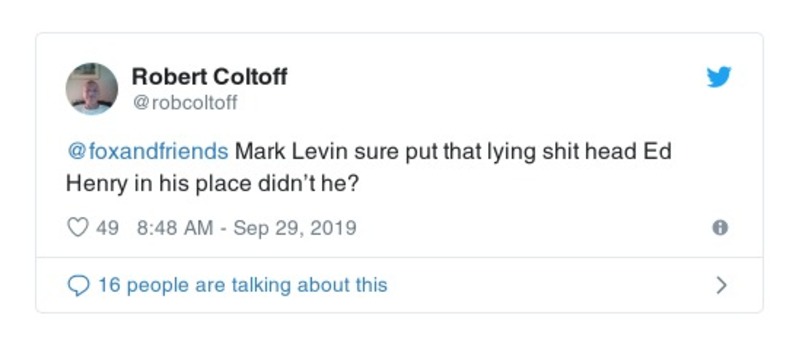 Robert Coltoff
@robcoltoff
@foxandfriends Mark Levin sure put that lying shit head Ed
Henry in his place didn’t he?
49 8:48 AM - Sep 29, 2019
16 people are talking about this